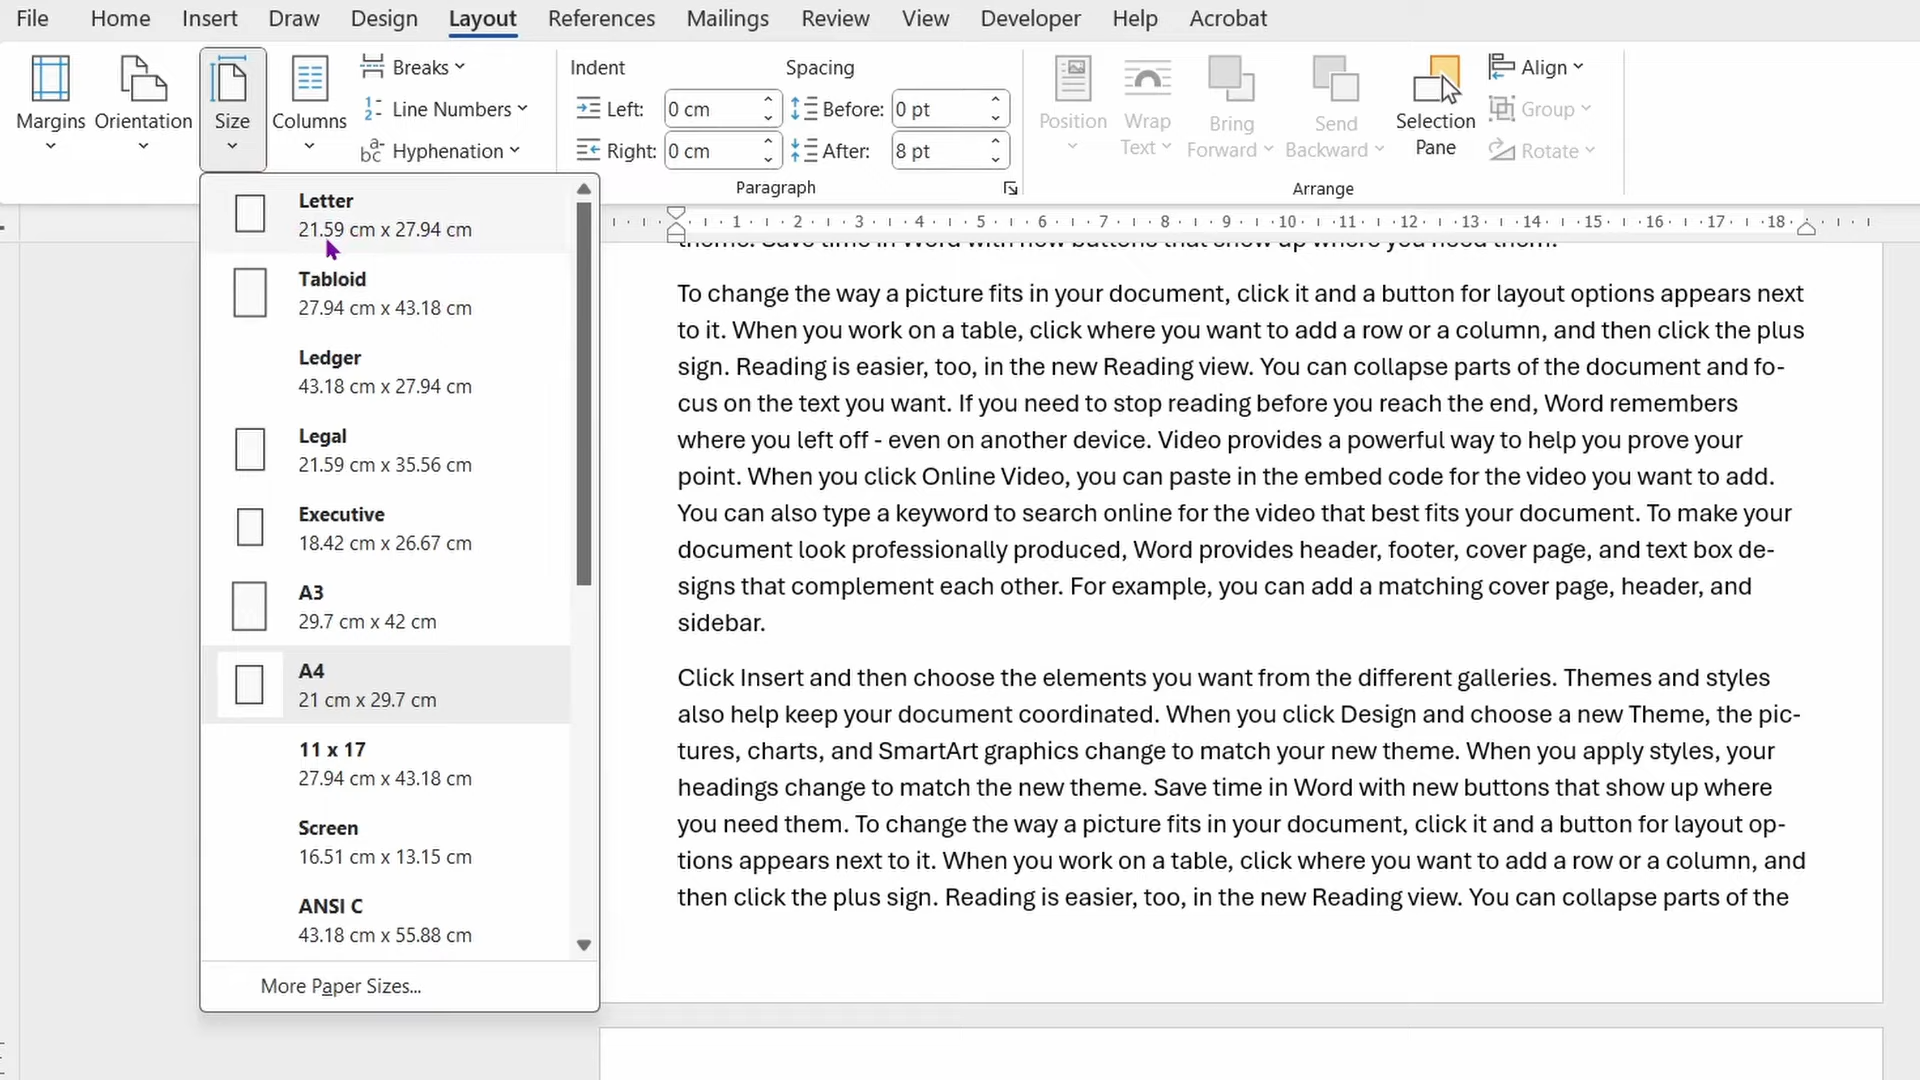 File Home Insert Draw Design Layout References Mailings Review View Developer Help Acrobat
Margins Orientation Size Columns
Breaks
Line Numbers
Hyphenation
Indent
Left: 0 cm
Right: 0 cm
Spacing
Before: 0 pt
After: 8 pt
Paragraph
Position
Wrap
Text
Bring
Forward
Send
Backward
Selection
Pane
Align
Group
Rotate
Arrange
Letter
21.59 cm x 27.94 cm
Tabloid
27.94 cm x 43.18 cm
Ledger
43.18 cm x 27.94 cm
Legal
21.59 cm x 35.56 cm
Executive
18.42 cm x 26.67 cm
A3
29.7 cm x 42 cm
A4
21 cm x 29.7 cm
11 x 17
27.94 cm x 43.18 cm
Screen
16.51 cm x 13.15 cm
ANSI C
43.18 cm x 55.88 cm
More Paper Sizes...
1 2 3 4 5 6 7 8 9 10 11 12 13 14 15 16 17 18
theme. Save time in Word with new buttons that show up where you need them.
To change the way a picture fits in your document, click it and a button for layout options appears next
to it. When you work on a table, click where you want to add a row or a column, and then click the plus
sign. Reading is easier, too, in the new Reading view. You can collapse parts of the document and fo-
cus on the text you want. If you need to stop reading before you reach the end, Word remembers
where you left off - even on another device. Video provides a powerful way to help you prove your
point. When you click Online Video, you can paste in the embed code for the video you want to add.
You can also type a keyword to search online for the video that best fits your document. To make your
document look professionally produced, Word provides header, footer, cover page, and text box de-
signs that complement each other. For example, you can add a matching cover page, header, and
sidebar.
Click Insert and then choose the elements you want from the different galleries. Themes and styles
also help keep your document coordinated. When you click Design and choose a new Theme, the pic-
tures, charts, and SmartArt graphics change to match your new theme. When you apply styles, your
headings change to match the new theme. Save time in Word with new buttons that show up where
you need them. To change the way a picture fits in your document, click it and a button for layout op-
tions appears next to it. When you work on a table, click where you want to add a row or a column, and
then click the plus sign. Reading is easier, too, in the new Reading view. You can collapse parts of the